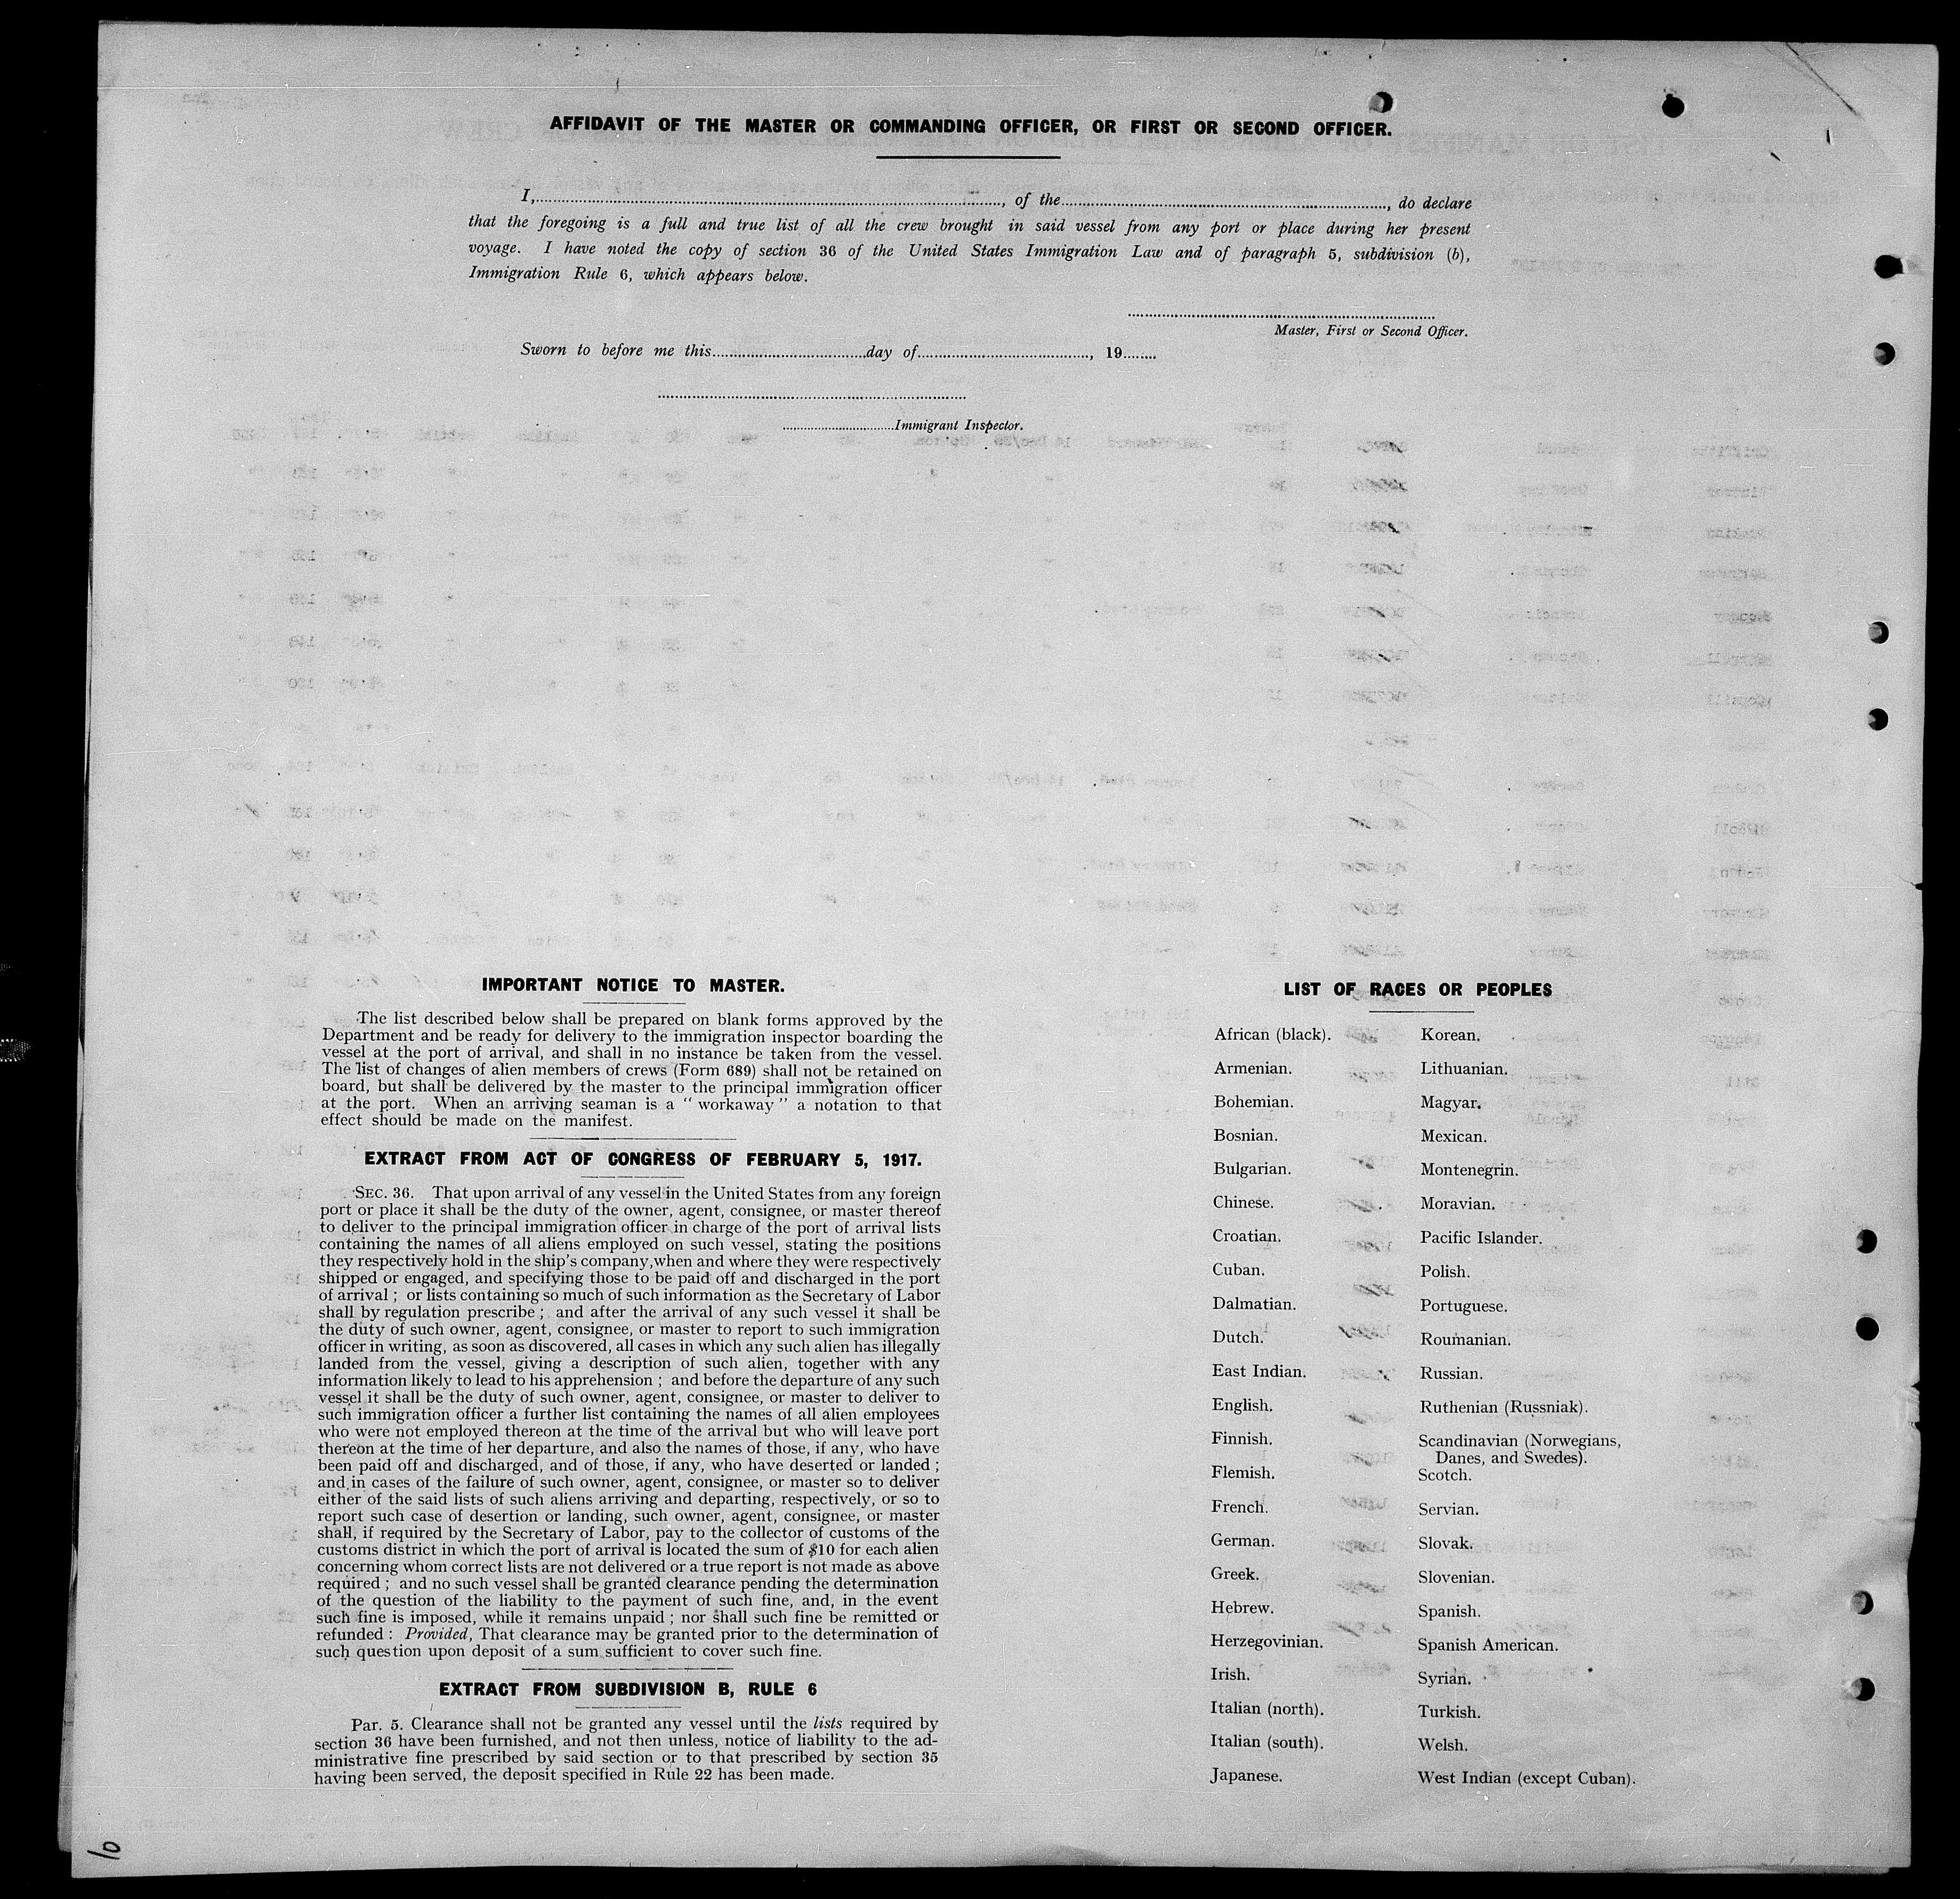 AFFIDAVIT OF THE MASTER OR COMMANDING OFFICER, OR FIRST OR SECOND OFFICER.
I,........................, of the........................, do declare
that the foregoing is a full and true list of all the crew brought in said vessel from any port or place during her present
voyage. I have noted the copy of section 36 of the United States Immigration Law and of paragraph 5, subdivision (b),
Immigration Rule 6, which appears below.
Master, First or Second Officer.
Sworn to before me this................day of................, 19........
................Immigrant Inspector.
IMPORTANT NOTICE TO MASTER.
The list described below shall be prepared on blank forms approved by the
Department and be ready for delivery to the immigration inspector boarding the
vessel at the port of arrival, and shall in no instance be taken from the vessel.
The list of changes of alien members of crews (Form 689) shall not be retained on
board, but shall be delivered by the master to the principal immigration officer
at the port. When an arriving seaman is a " workaway " a notation to that
effect should be made on the manifest.
EXTRACT FROM ACT OF CONGRESS OF FEBRUARY 5, 1917.
SEC. 36. That upon arrival of any vessel in the United States from any foreign
port or place it shall be the duty of the owner, agent, consignee, or master thereof
to deliver to the principal immigration officer in charge of the port of arrival lists
containing the names of all aliens employed on such vessel, stating the positions
they respectively hold in the ship's company,when and where they were respectively
shipped or engaged, and specifying those to be paid off and discharged in the port
of arrival ; or lists containing so much of such information as the Secretary of Labor
shall by regulation prescribe ; and after the arrival of any such vessel it shall be
the duty of such owner, agent, consignee, or master to report to such immigration
officer in writing, as soon as discovered, all cases in which any such alien has illegally
landed from the vessel, giving a description of such alien, together with any
information likely to lead to his apprehension ; and before the departure of any such
vessel it shall be the duty of such owner, agent, consignee, or master to deliver to
such immigration officer a further list containing the names of all alien employees
who were not employed thereon at the time of the arrival but who will leave port
thereon at the time of her departure, and also the names of those, if any, who have
been paid off and discharged, and of those, if any, who have deserted or landed ;
and in cases of the failure of such owner, agent, consignee, or master so to deliver
either of the said lists of such aliens arriving and departing, respectively, or so to
report such case of desertion or landing, such owner, agent, consignee, or master
shall, if required by the Secretary of Labor, pay to the collector of customs of the
customs district in which the port of arrival is located the sum of $10 for each alien
concerning whom correct lists are not delivered or a true report is not made as above
required ; and no such vessel shall be granted clearance pending the determination
of the question of the liability to the payment of such fine, and, in the event
such fine is imposed, while it remains unpaid ; nor shall such fine be remitted or
refunded : Provided, That clearance may be granted prior to the determination of
such question upon deposit of a sum sufficient to cover such fine.
EXTRACT FROM SUBDIVISION B, RULE 6
Par. 5. Clearance shall not be granted any vessel until the lists required by
section 36 have been furnished, and not then unless, notice of liability to the ad-
ministrative fine prescribed by said section or to that prescribed by section 35
having been served, the deposit specified in Rule 22 has been made.
LIST OF RACES OR PEOPLES
African (black).
Armenian.
Bohemian.
Bosnian.
Bulgarian.
Chinese.
Croatian.
Cuban.
Dalmatian.
Dutch.
East Indian.
English.
Finnish.
Flemish.
French.
German.
Greek.
Hebrew.
Herzegovinian.
Irish.
Italian (north).
Italian (south).
Japanese.
Korean.
Lithuanian.
Magyar.
Mexican.
Montenegrin.
Moravian.
Pacific Islander.
Polish.
Portuguese.
Roumanian.
Russian.
Ruthenian (Russniak).
Scandinavian (Norwegians,
Danes, and Swedes).
Scotch.
Servian.
Slovak.
Slovenian.
Spanish.
Spanish American.
Syrian.
Turkish.
Welsh.
West Indian (except Cuban).
10